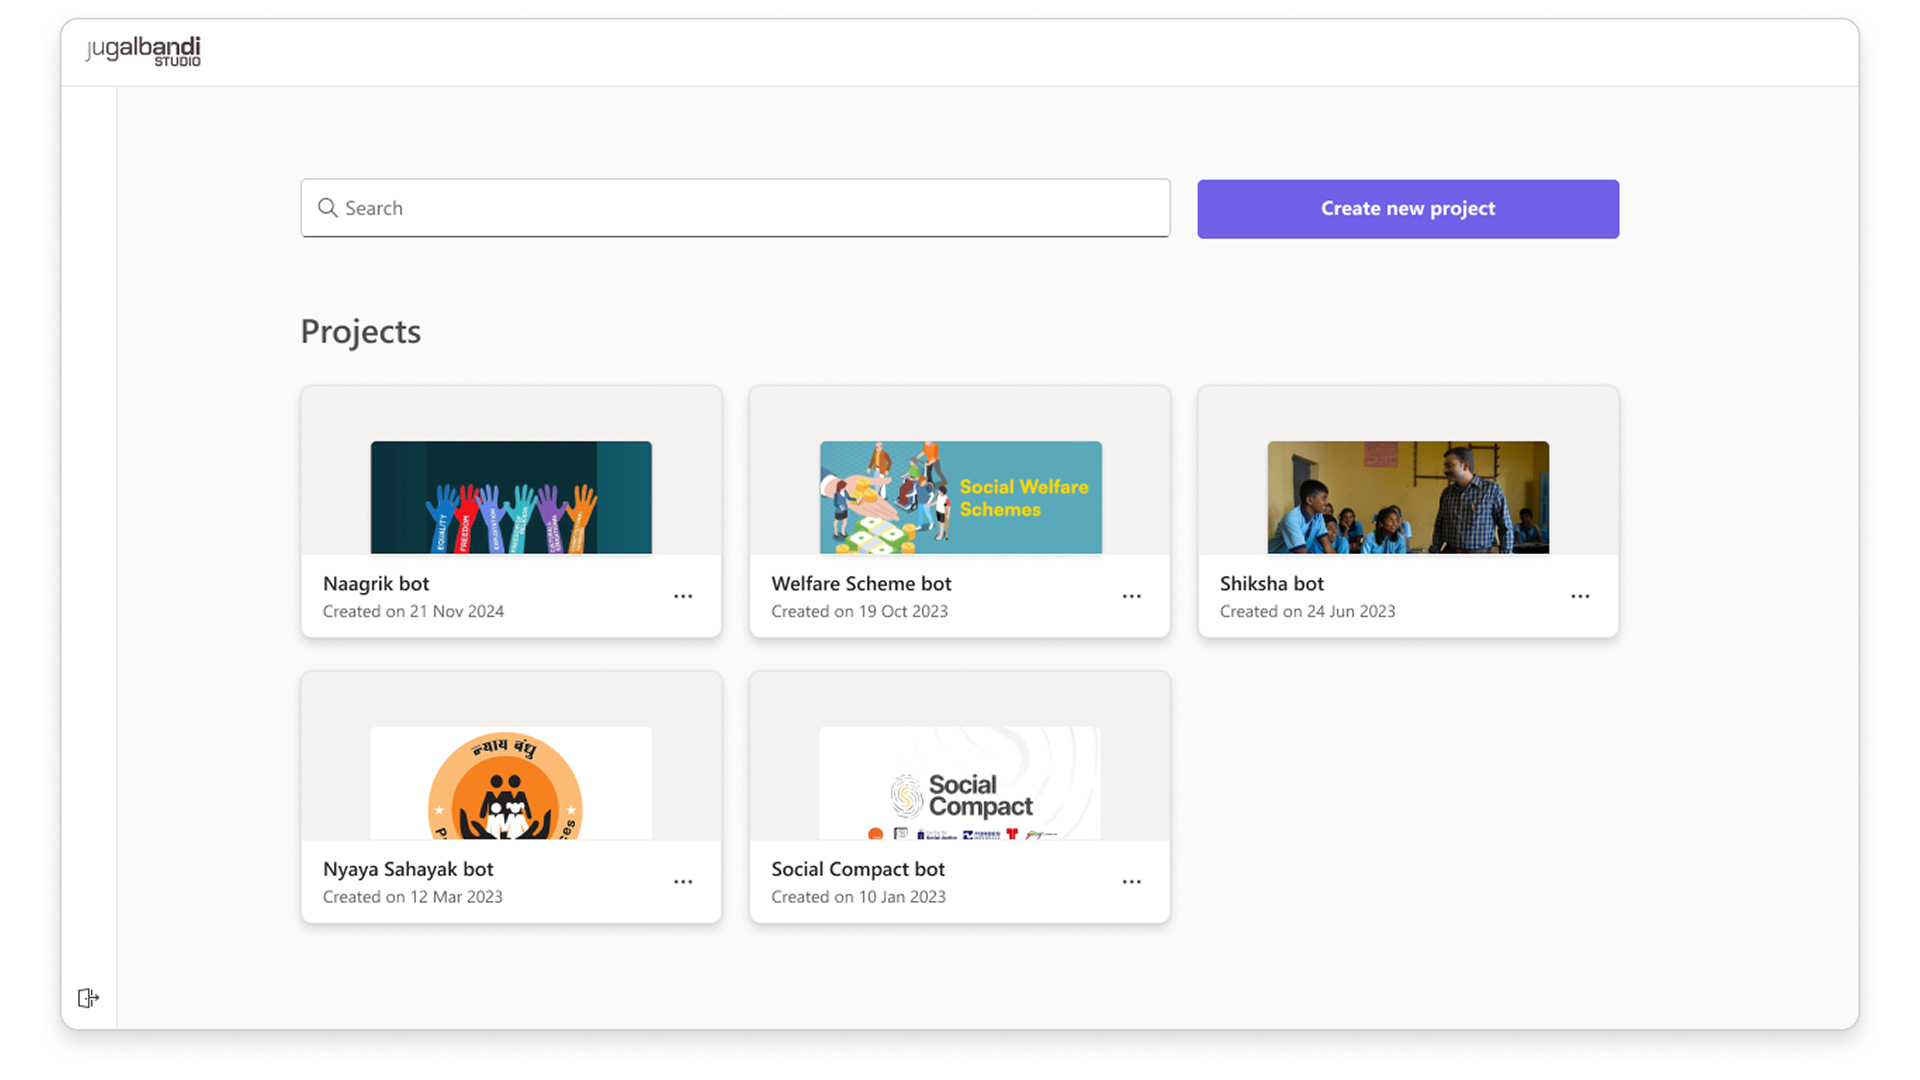 jugalbandi
STUDIO
Search
Create new project
Projects
EQUALITY
FREEDOM
EXPLOITATION
Social Welfare
Schemes
Naagrik bot
Created on 21 Nov 2024
...
Welfare Scheme bot
Created on 19 Oct 2023
...
Shiksha bot
Created on 24 Jun 2023
...
न्याय बंधु
Social
Compact
Nyaya Sahayak bot
Created on 12 Mar 2023
...
Social Compact bot
Created on 10 Jan 2023
...